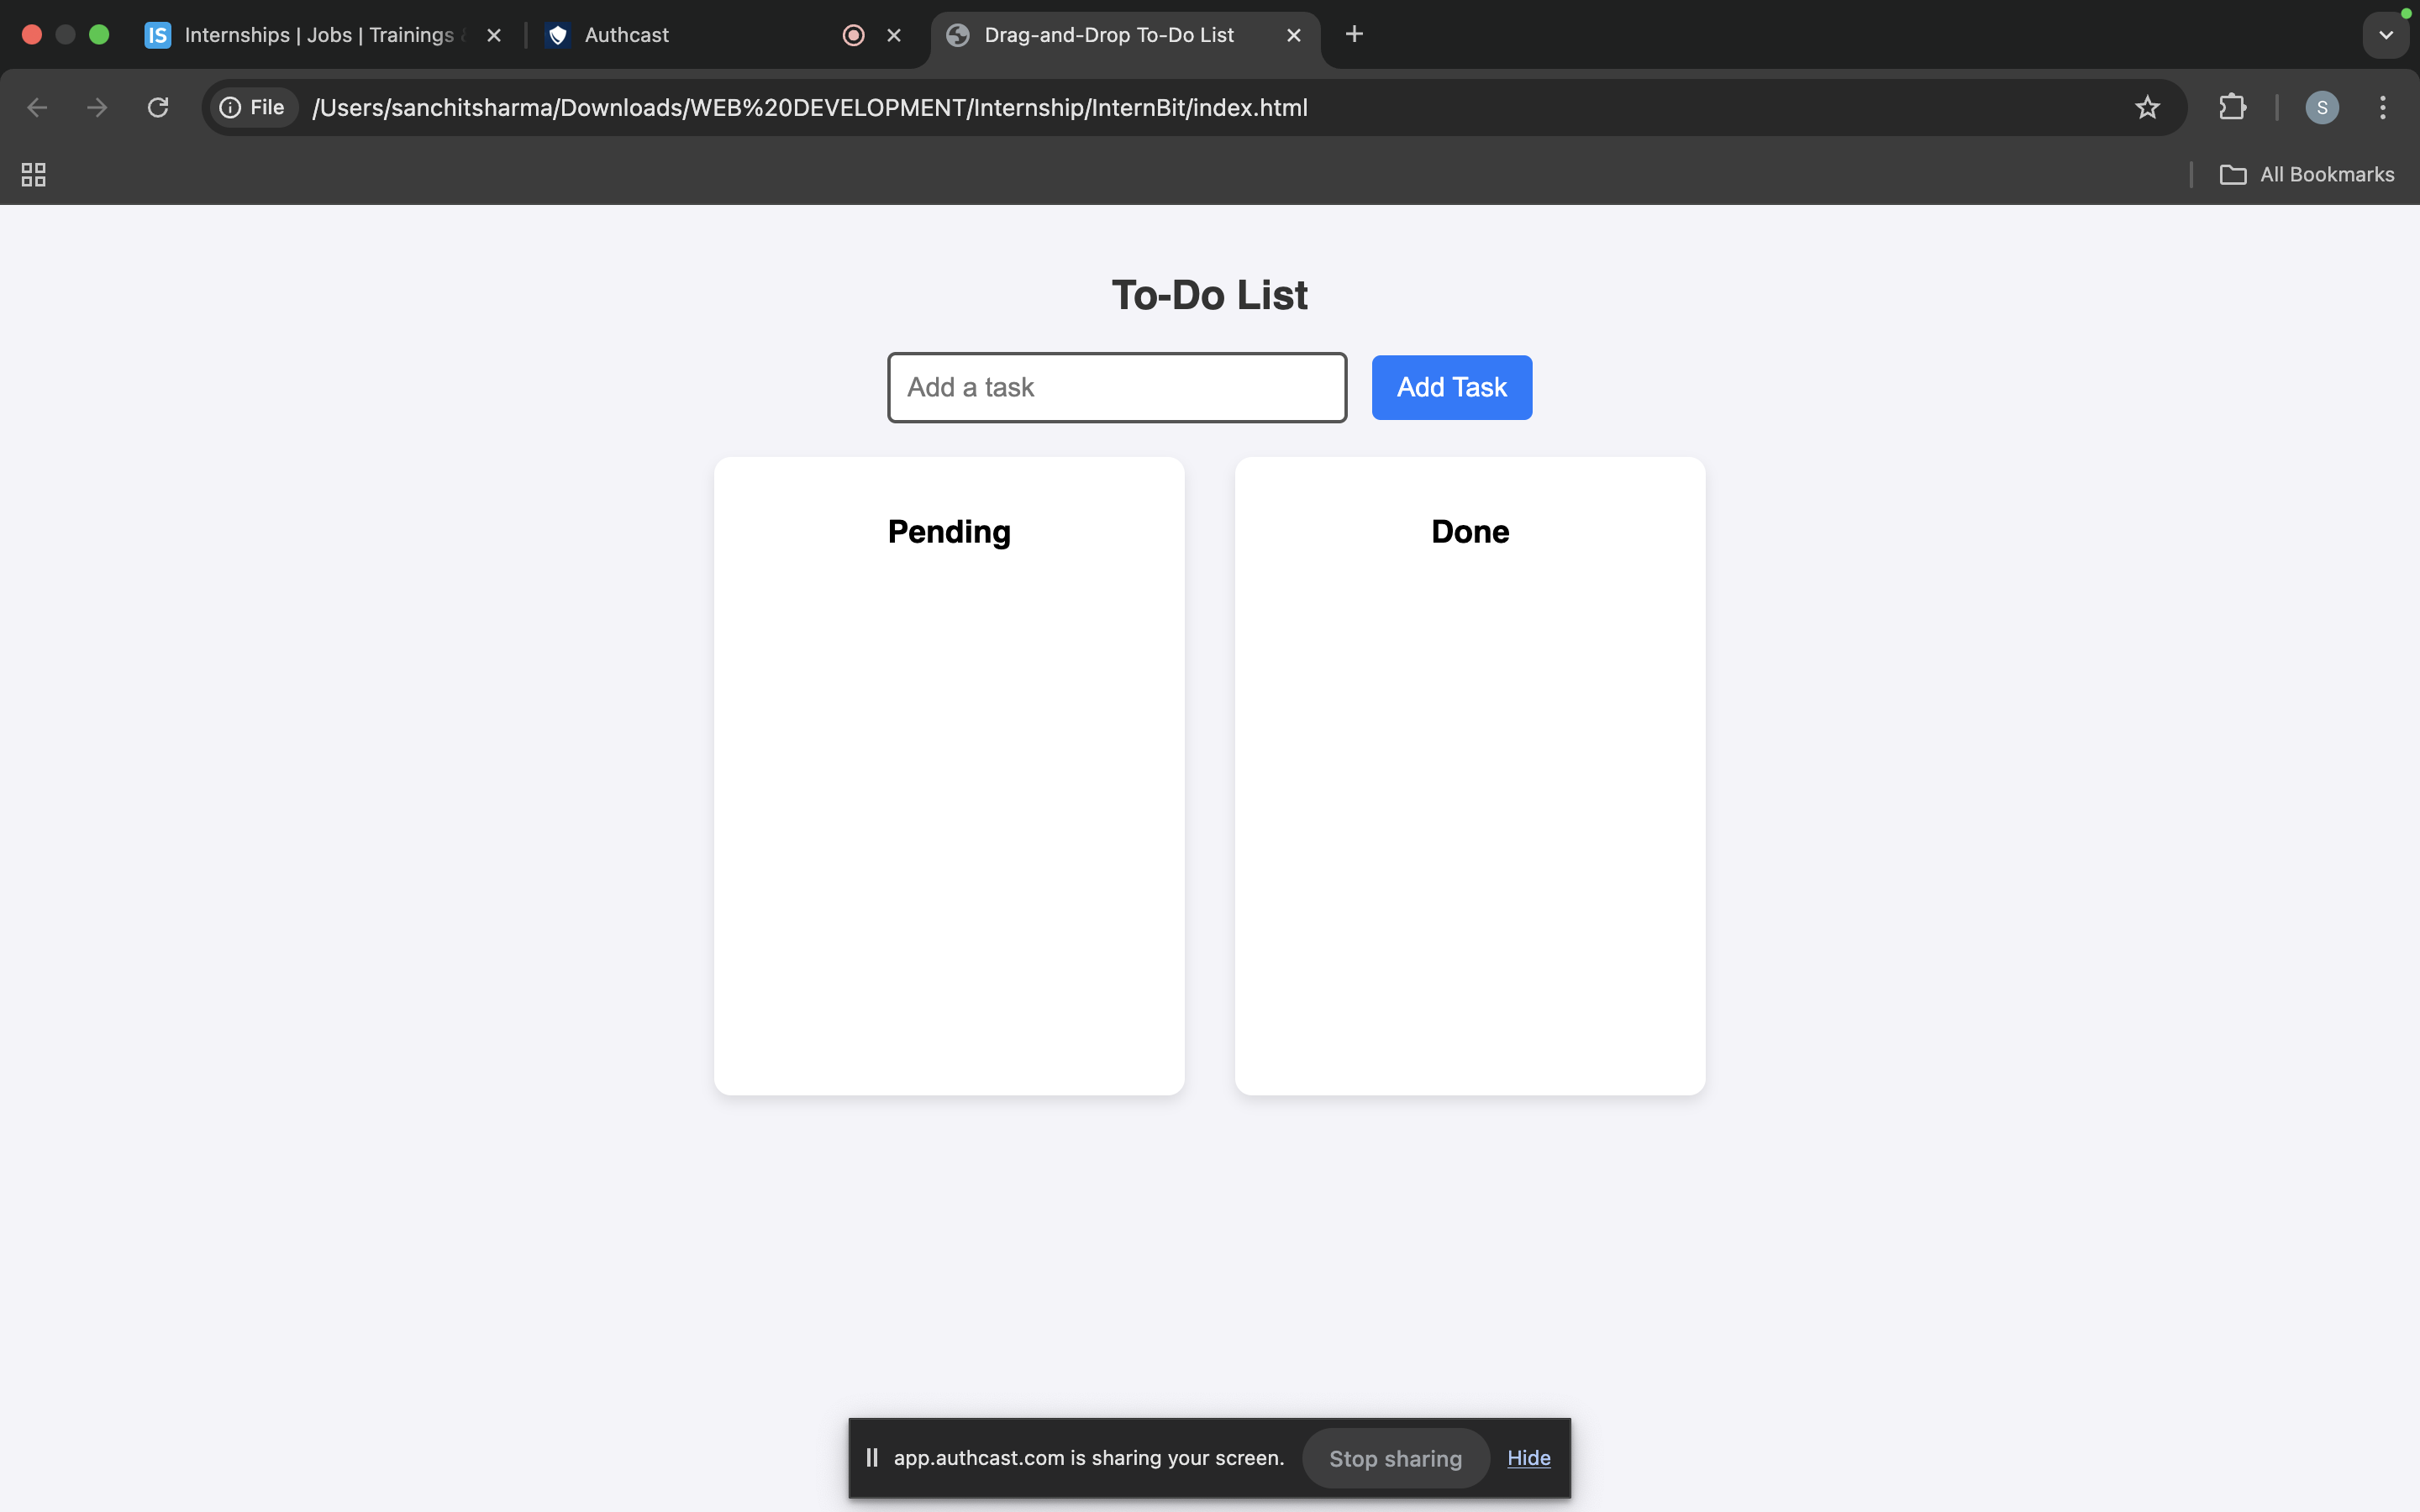 IS Internships | Jobs | Trainings
Authcast
Drag-and-Drop To-Do List
File /Users/sanchitsharma/Downloads/WEB%20DEVELOPMENT/Internship/InternBit/index.html
S
All Bookmarks
To-Do List
Add a task
Add Task
Pending
Done
app.authcast.com is sharing your screen. Stop sharing Hide